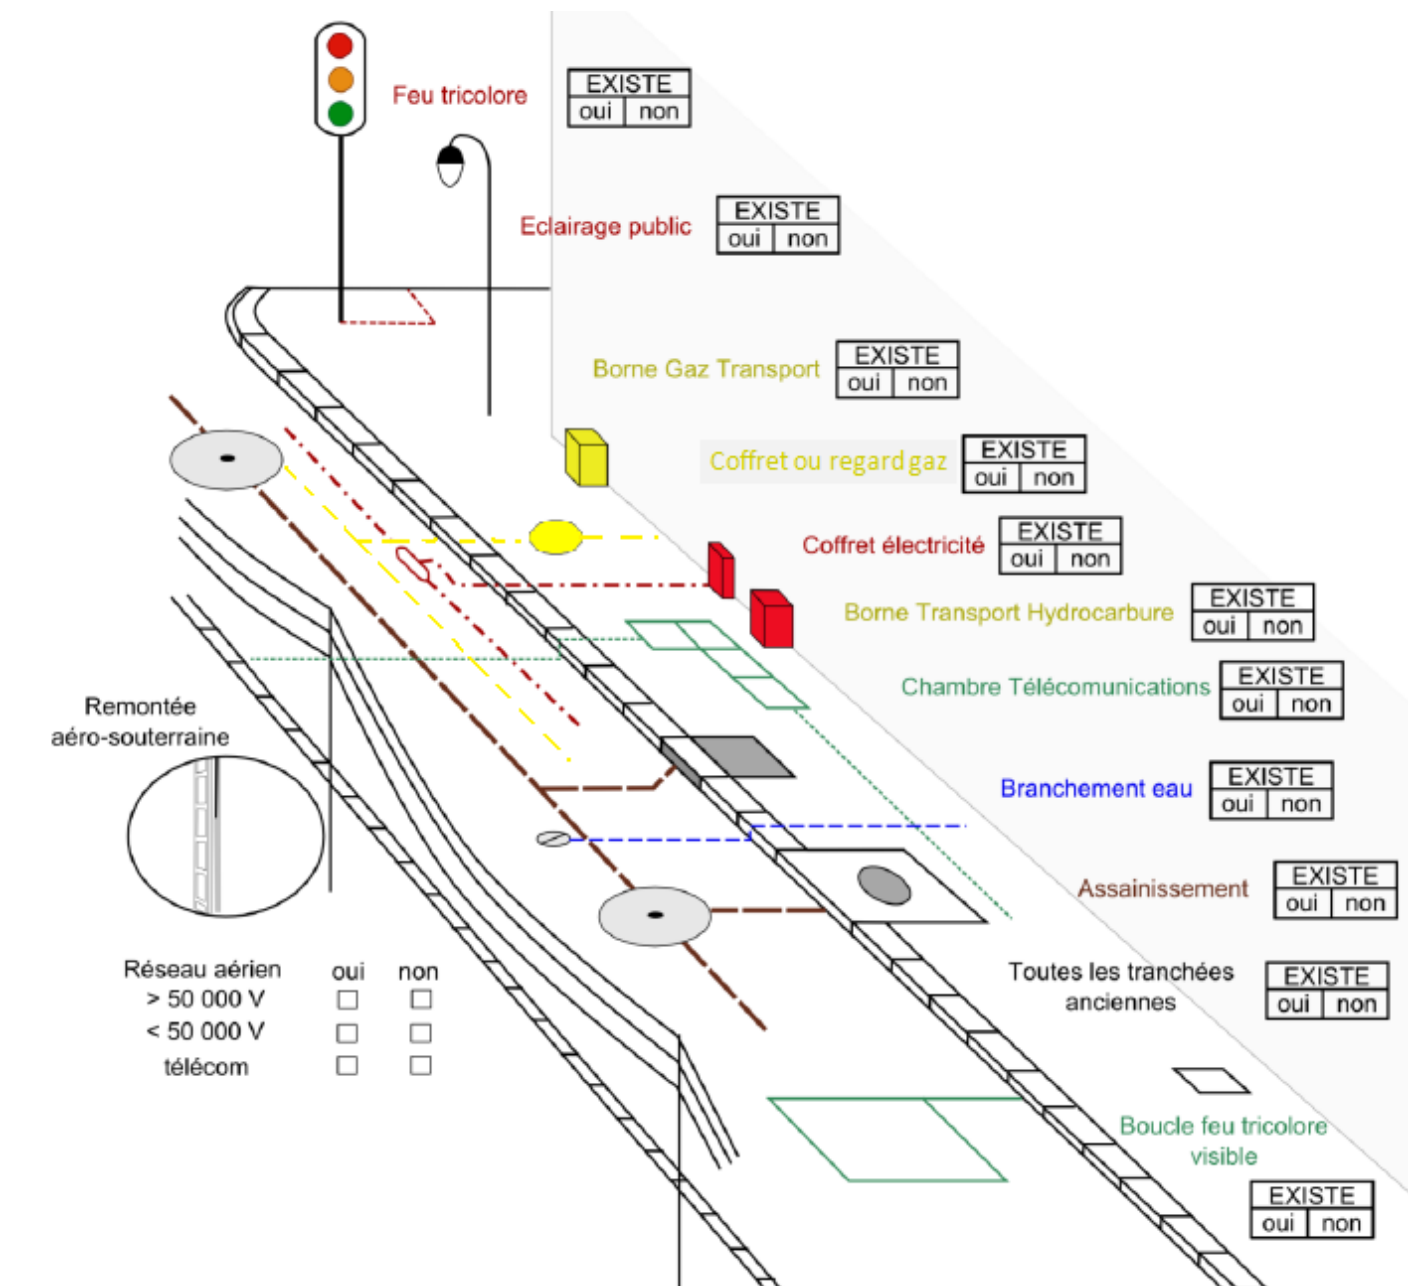 Feu tricolore
EXISTE
oui non
Eclairage public
EXISTE
oui non
Borne Gaz Transport
EXISTE
oui non
Coffret ou regard gaz
EXISTE
oui non
Coffret électricité
EXISTE
oui non
Borne Transport Hydrocarbure
EXISTE
oui non
Chambre Télécomunications
EXISTE
oui non
Remontée
aéro-souterraine
Branchement eau
EXISTE
oui non
Assainissement
EXISTE
oui non
Réseau aérien oui non
> 50 000 V
< 50 000 V
télécom
Toutes les tranchées
anciennes
EXISTE
oui non
Boucle feu tricolore
visible
EXISTE
oui non